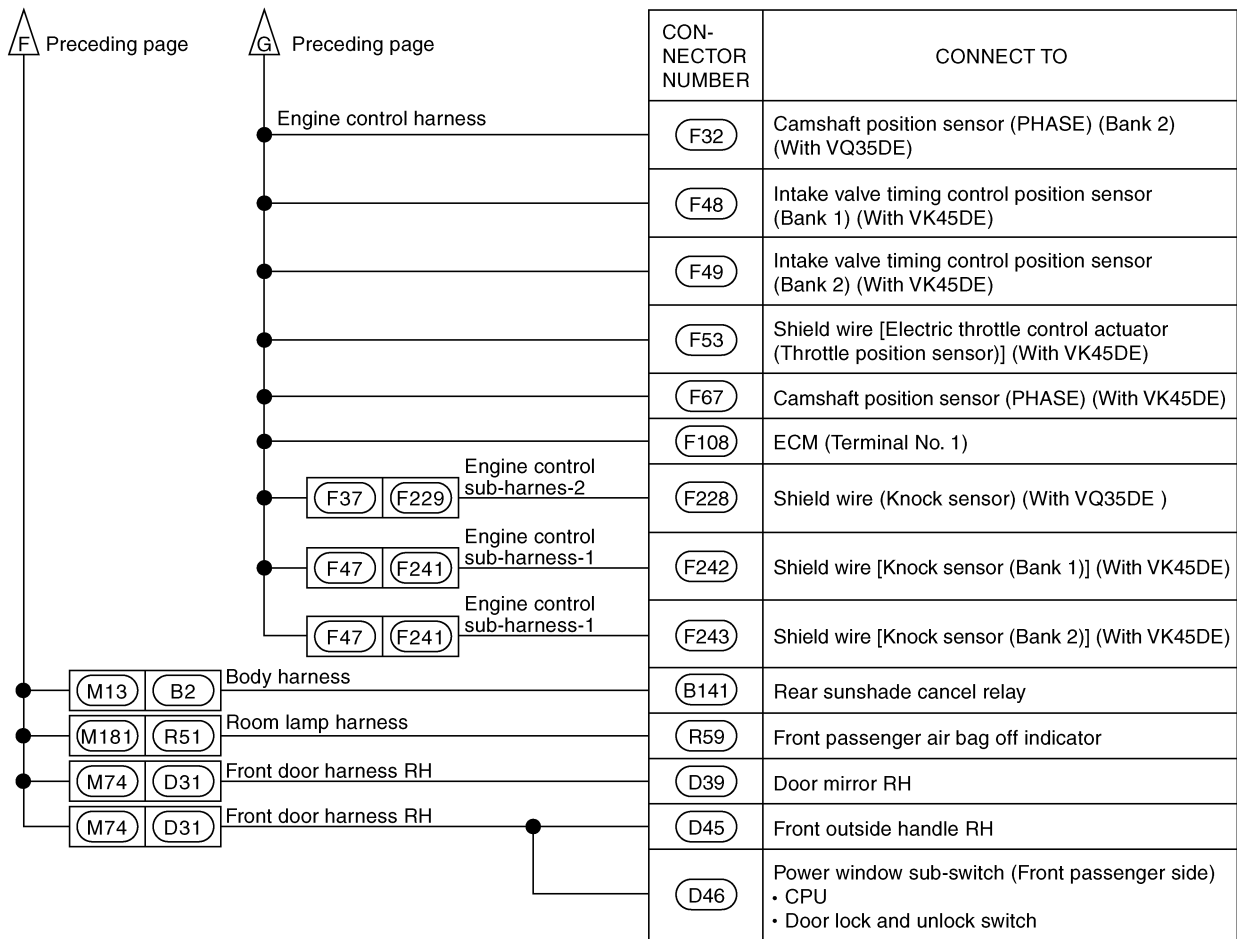 F Preceding page
G Preceding page
CON-
NECTOR
NUMBER
CONNECT TO
Engine control harness
F32
Camshaft position sensor (PHASE) (Bank 2)
(With VQ35DE)
F48
Intake valve timing control position sensor
(Bank 1) (With VK45DE)
F49
Intake valve timing control position sensor
(Bank 2) (With VK45DE)
F53
Shield wire [Electric throttle control actuator
(Throttle position sensor)] (With VK45DE)
F67
Camshaft position sensor (PHASE) (With VK45DE)
F108
ECM (Terminal No. 1)
F37 F229
Engine control
sub-harnes-2
F228
Shield wire (Knock sensor) (With VQ35DE )
F47 F241
Engine control
sub-harness-1
F242
Shield wire [Knock sensor (Bank 1)] (With VK45DE)
F47 F241
Engine control
sub-harness-1
F243
Shield wire [Knock sensor (Bank 2)] (With VK45DE)
M13 B2
Body harness
B141
Rear sunshade cancel relay
M181 R51
Room lamp harness
R59
Front passenger air bag off indicator
M74 D31
Front door harness RH
D39
Door mirror RH
M74 D31
Front door harness RH
D45
Front outside handle RH
D46
Power window sub-switch (Front passenger side)
• CPU
• Door lock and unlock switch